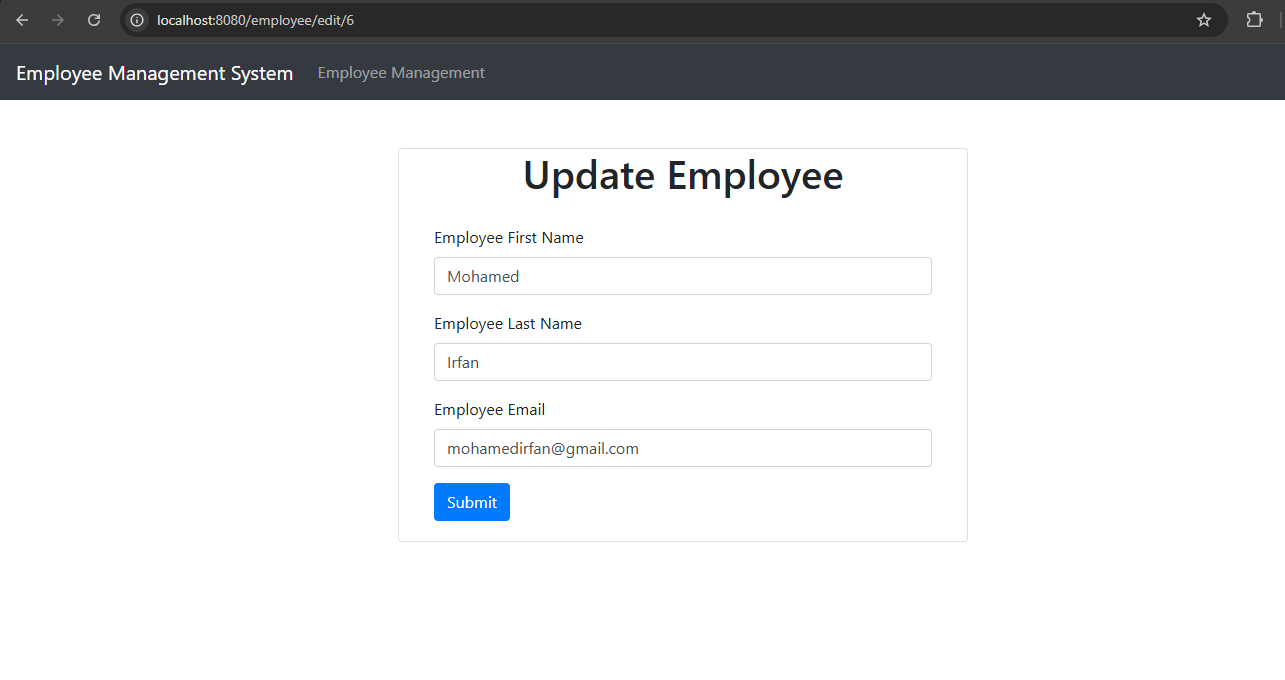 localhost:8080/employee/edit/6
Employee Management System Employee Management
Update Employee
Employee First Name
Mohamed
Employee Last Name
Irfan
Employee Email
mohamedirfan@gmail.com
Submit